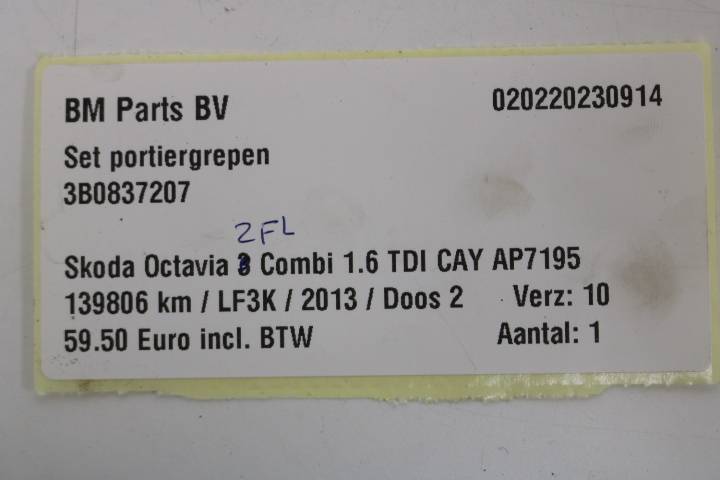 BM Parts BV 020220230914
Set portiergrepen
3B0837207
2FL
Skoda Octavia 3 Combi 1.6 TDI CAY AP7195
139806 km / LF3K / 2013 / Doos 2 Verz: 10
59.50 Euro incl. BTW Aantal: 1